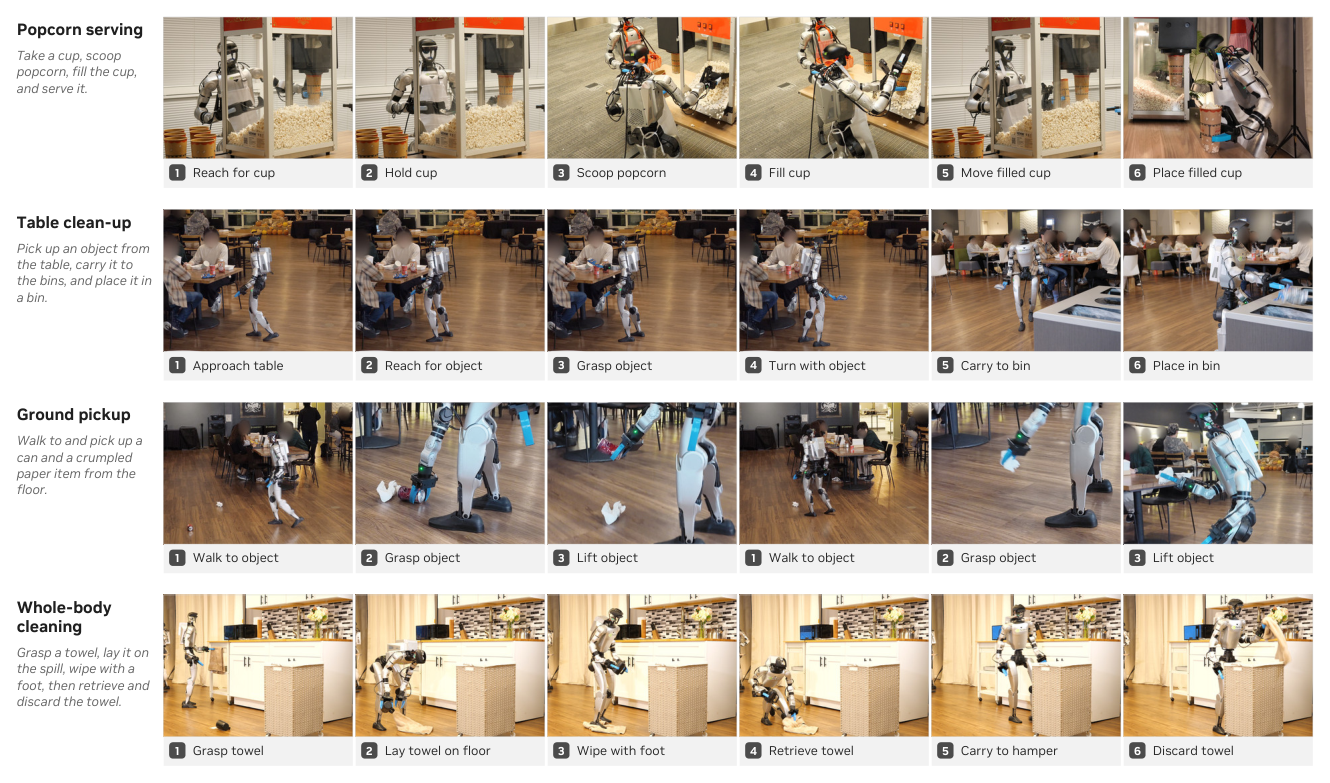 Popcorn serving
Take a cup, scoop
popcorn, fill the cup,
and serve it.
1 Reach for cup
2 Hold cup
3 Scoop popcorn
4 Fill cup
5 Move filled cup
6 Place filled cup
Table clean-up
Pick up an object from
the table, carry it to
the bins, and place it in
a bin.
1 Approach table
2 Reach for object
3 Grasp object
4 Turn with object
5 Carry to bin
6 Place in bin
Ground pickup
Walk to and pick up a
can and a crumpled
paper item from the
floor.
1 Walk to object
2 Grasp object
3 Lift object
1 Walk to object
2 Grasp object
3 Lift object
Whole-body
cleaning
Grasp a towel, lay it on
the spill, wipe with a
foot, then retrieve and
discard the towel.
1 Grasp towel
2 Lay towel on floor
3 Wipe with foot
4 Retrieve towel
5 Carry to hamper
6 Discard towel